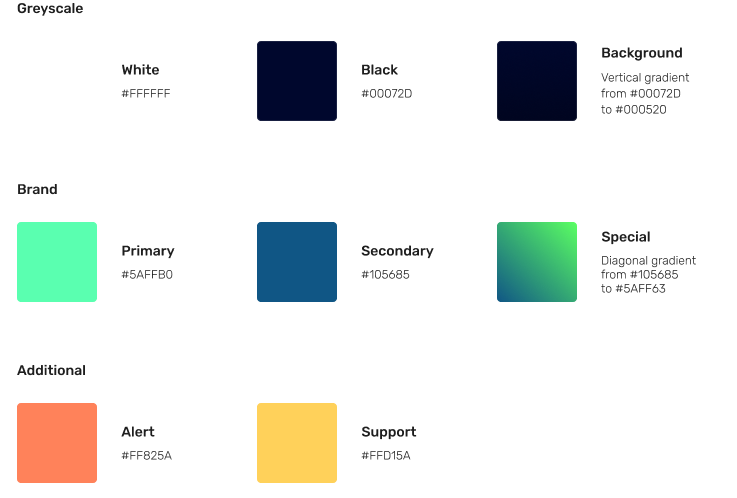 Greyscale
White
#FFFFFF
Black
#00072D
Background
Vertical gradient
from #00072D
to #000520
Brand
Primary
#5AFFB0
Secondary
#105685
Special
Diagonal gradient
from #105685
to #5AFF63
Additional
Alert
#FF825A
Support
#FFD15A